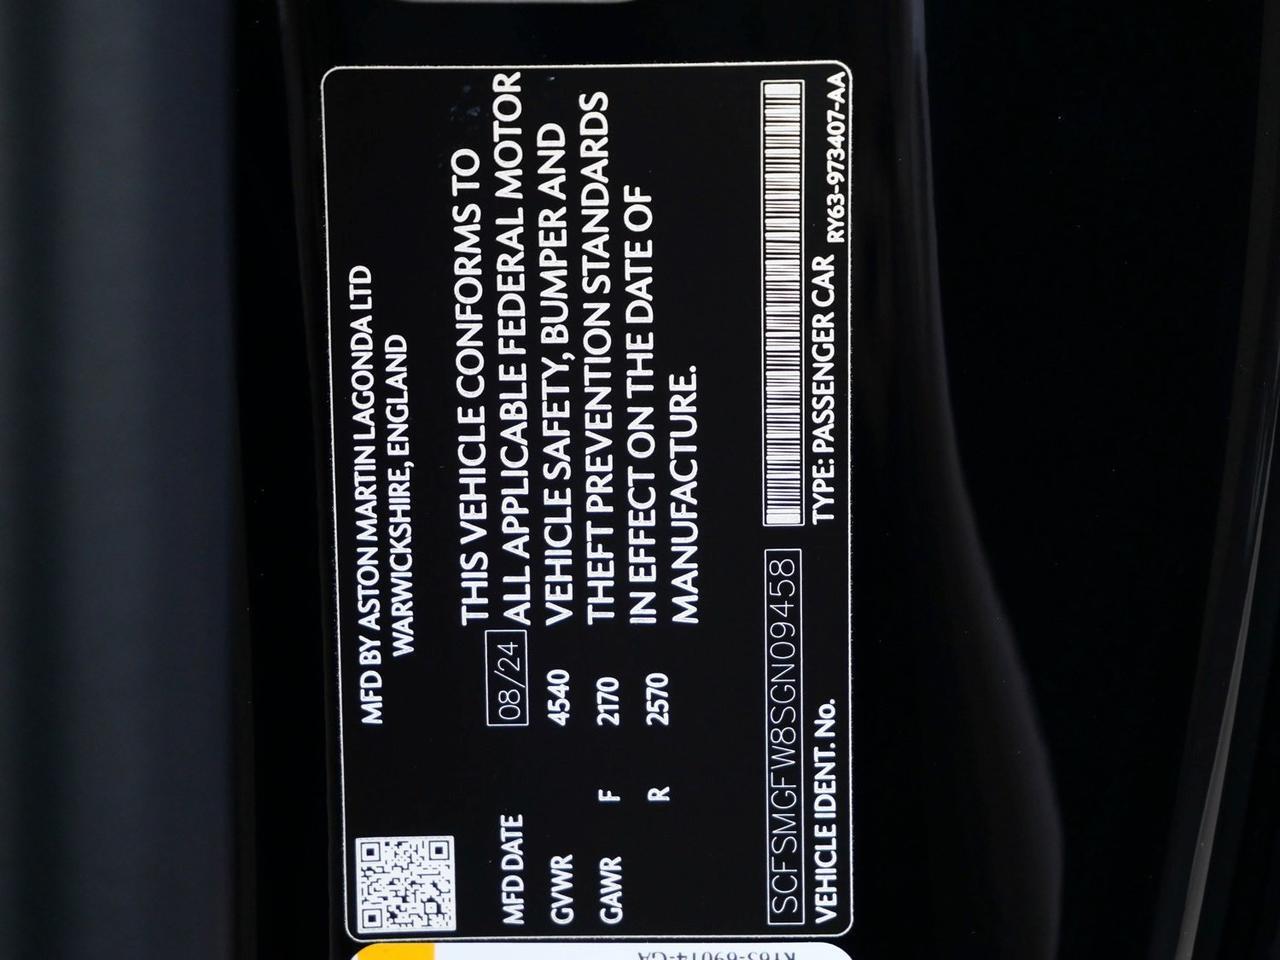 MFD BY ASTON MARTIN LAGONDA LTD
WARWICKSHIRE, ENGLAND
MFD DATE 08/24
GVWR 4540
GAWR F 2170
R 2570
THIS VEHICLE CONFORMS TO
ALL APPLICABLE FEDERAL MOTOR
VEHICLE SAFETY, BUMPER AND
THEFT PREVENTION STANDARDS
IN EFFECT ON THE DATE OF
MANUFACTURE.
SCFSMGFW8SGN09458
VEHICLE IDENT. No.
TYPE: PASSENGER CAR
RY63-973407-AA